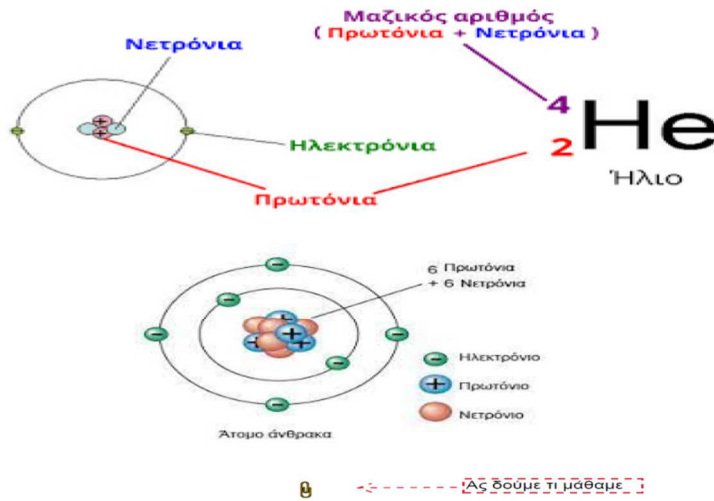 Μαζικός αριθμός
( Πρωτόνια + Νετρόνια )
Νετρόνια
4
He
2
Ήλιο
Ηλεκτρόνια
Πρωτόνια
6 Πρωτόνια
+ 6 Νετρόνια
Ηλεκτρόνιο
Πρωτόνιο
Νετρόνιο
Άτομο άνθρακα
Ας δούμε τι μάθαμε